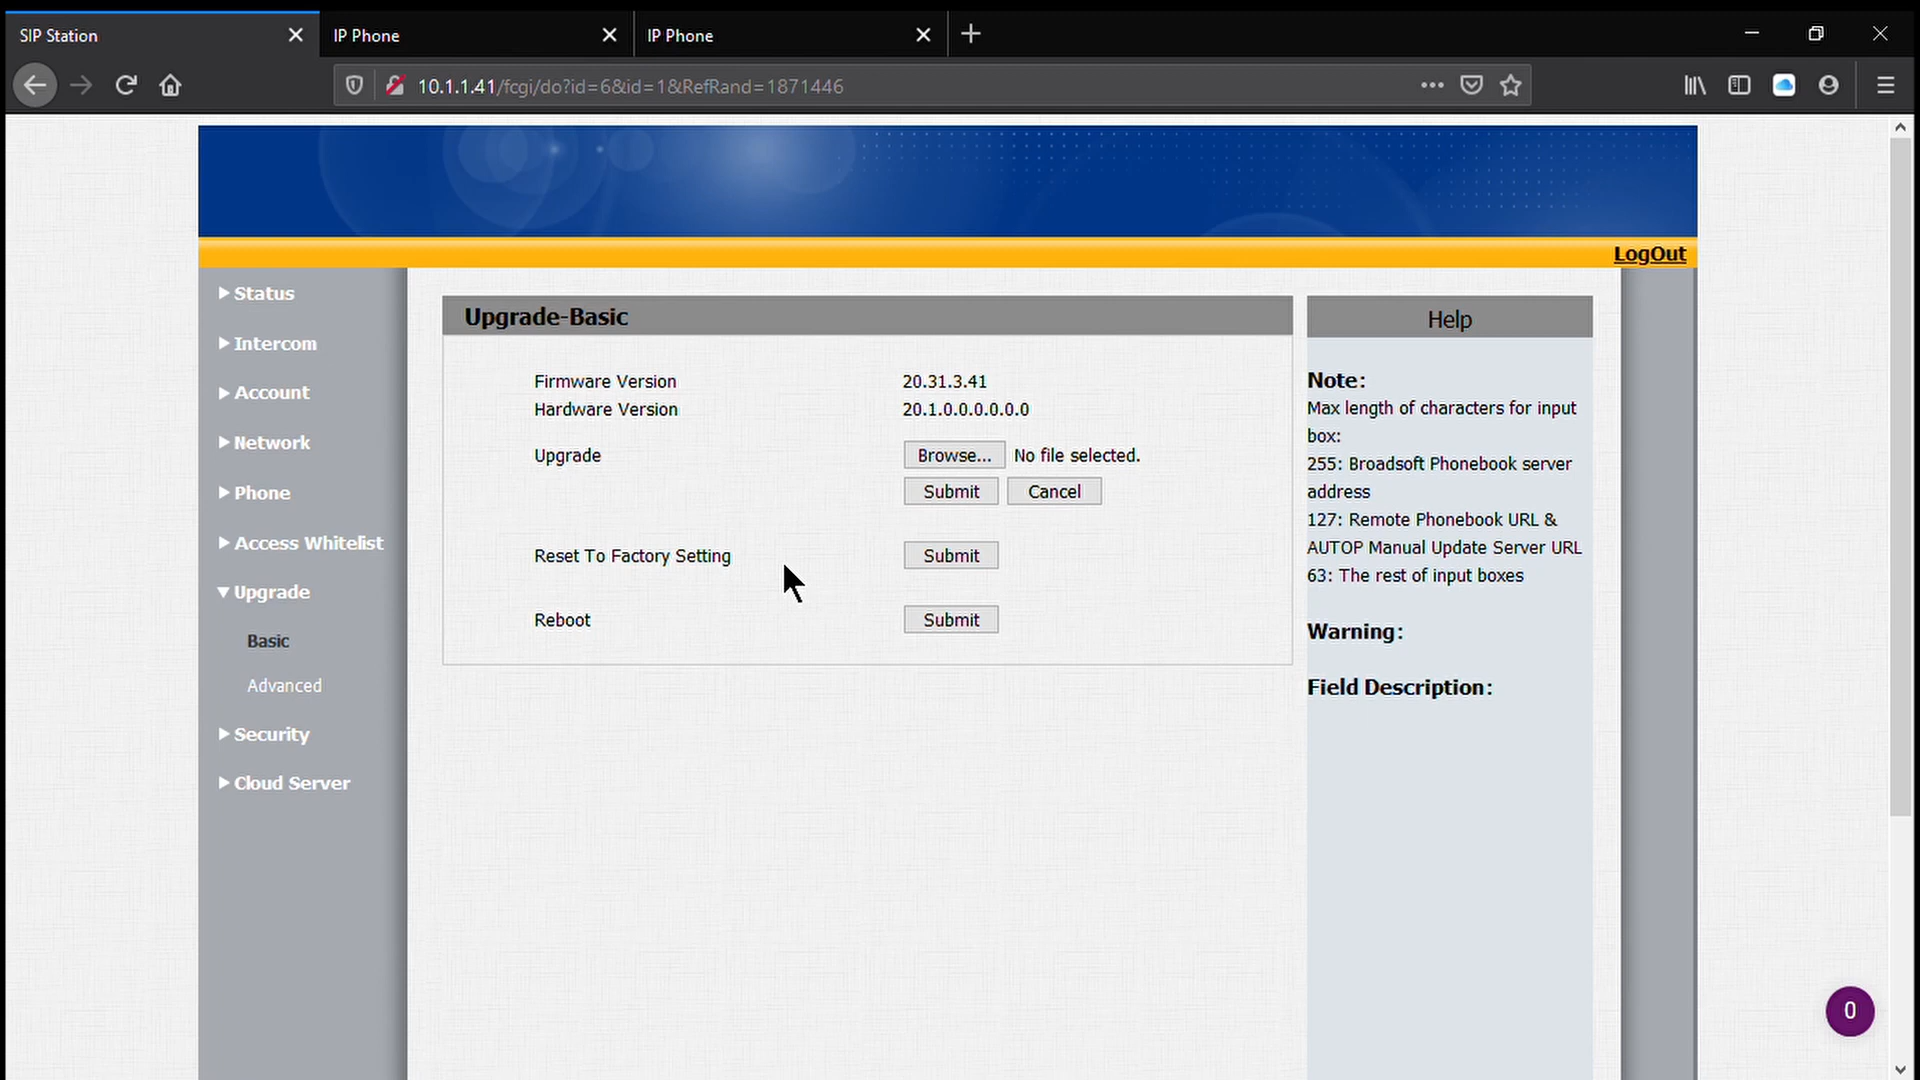 SIP Station
IP Phone
IP Phone
10.1.1.41/fcgi/do?id=6&id=1&RefRand=1871446
LogOut
Status
Intercom
Account
Network
Phone
Access Whitelist
Upgrade
Basic
Advanced
Security
Cloud Server
Upgrade-Basic
Firmware Version 20.31.3.41
Hardware Version 20.1.0.0.0.0.0.0
Upgrade Browse... No file selected.
Submit Cancel
Reset To Factory Setting Submit
Reboot Submit
Help
Note:
Max length of characters for input
box:
255: Broadsoft Phonebook server
address
127: Remote Phonebook URL &
AUTOP Manual Update Server URL
63: The rest of input boxes
Warning:
Field Description:
0